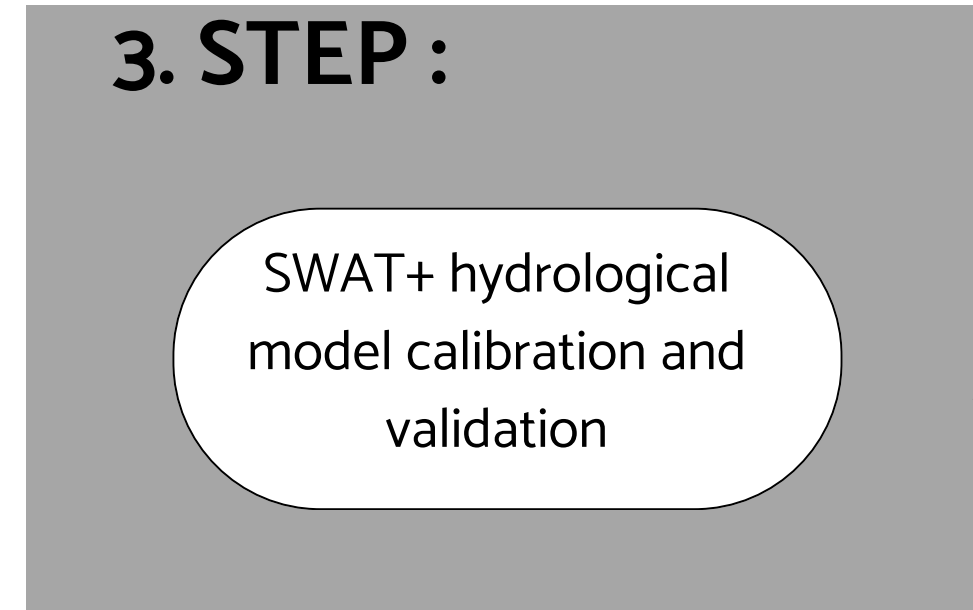 3. STEP :
SWAT+ hydrological
model calibration and
validation